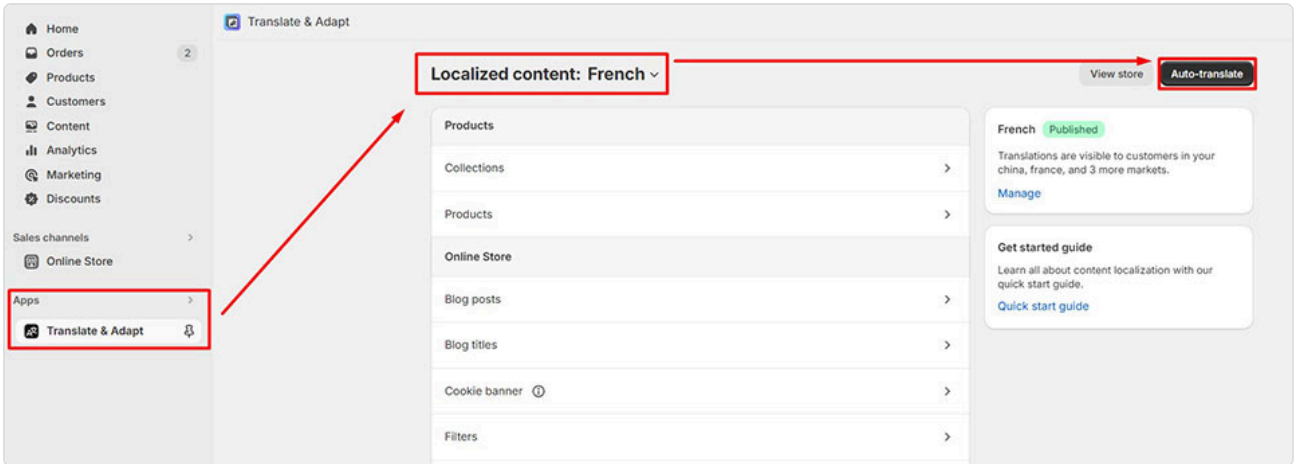 Home
Orders 2
Products
Customers
Content
Analytics
Marketing
Discounts
Sales channels
Online Store
Apps
Translate & Adapt
Translate & Adapt
Localized content: French
View store
Auto-translate
Products
Collections
Products
Online Store
Blog posts
Blog titles
Cookie banner
Filters
French Published
Translations are visible to customers in your
china, france, and 3 more markets.
Manage
Get started guide
Learn all about content localization with our
quick start guide.
Quick start guide